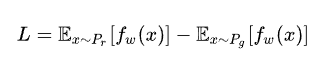 L = 𝔼_{x∼P_r}[f_w(x)] − 𝔼_{x∼P_g}[f_w(x)]